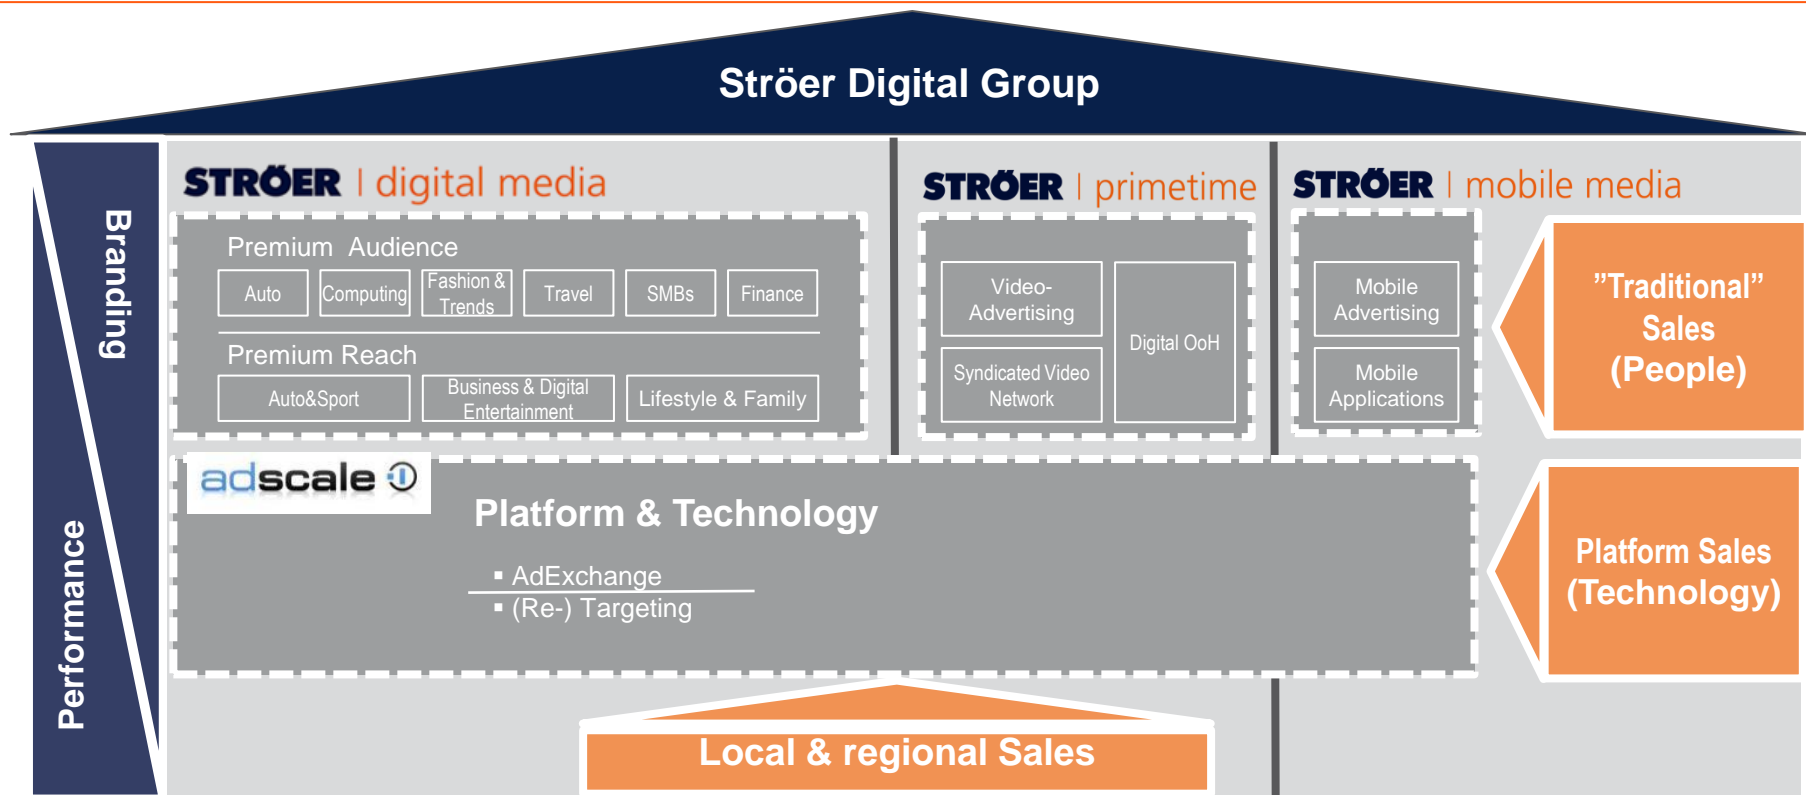 Ströer Digital Group
Branding
Performance
STRÖER | digital media
Premium Audience
Auto
Computing
Fashion &
Trends
Travel
SMBs
Finance
Premium Reach
Auto&Sport
Business & Digital
Entertainment
Lifestyle & Family
STRÖER | primetime
Video-
Advertising
Syndicated Video
Network
Digital OoH
STRÖER | mobile media
Mobile
Advertising
Mobile
Applications
”Traditional”
Sales
(People)
adscale
Platform & Technology
▪ AdExchange
▪ (Re-) Targeting
Platform Sales
(Technology)
Local & regional Sales